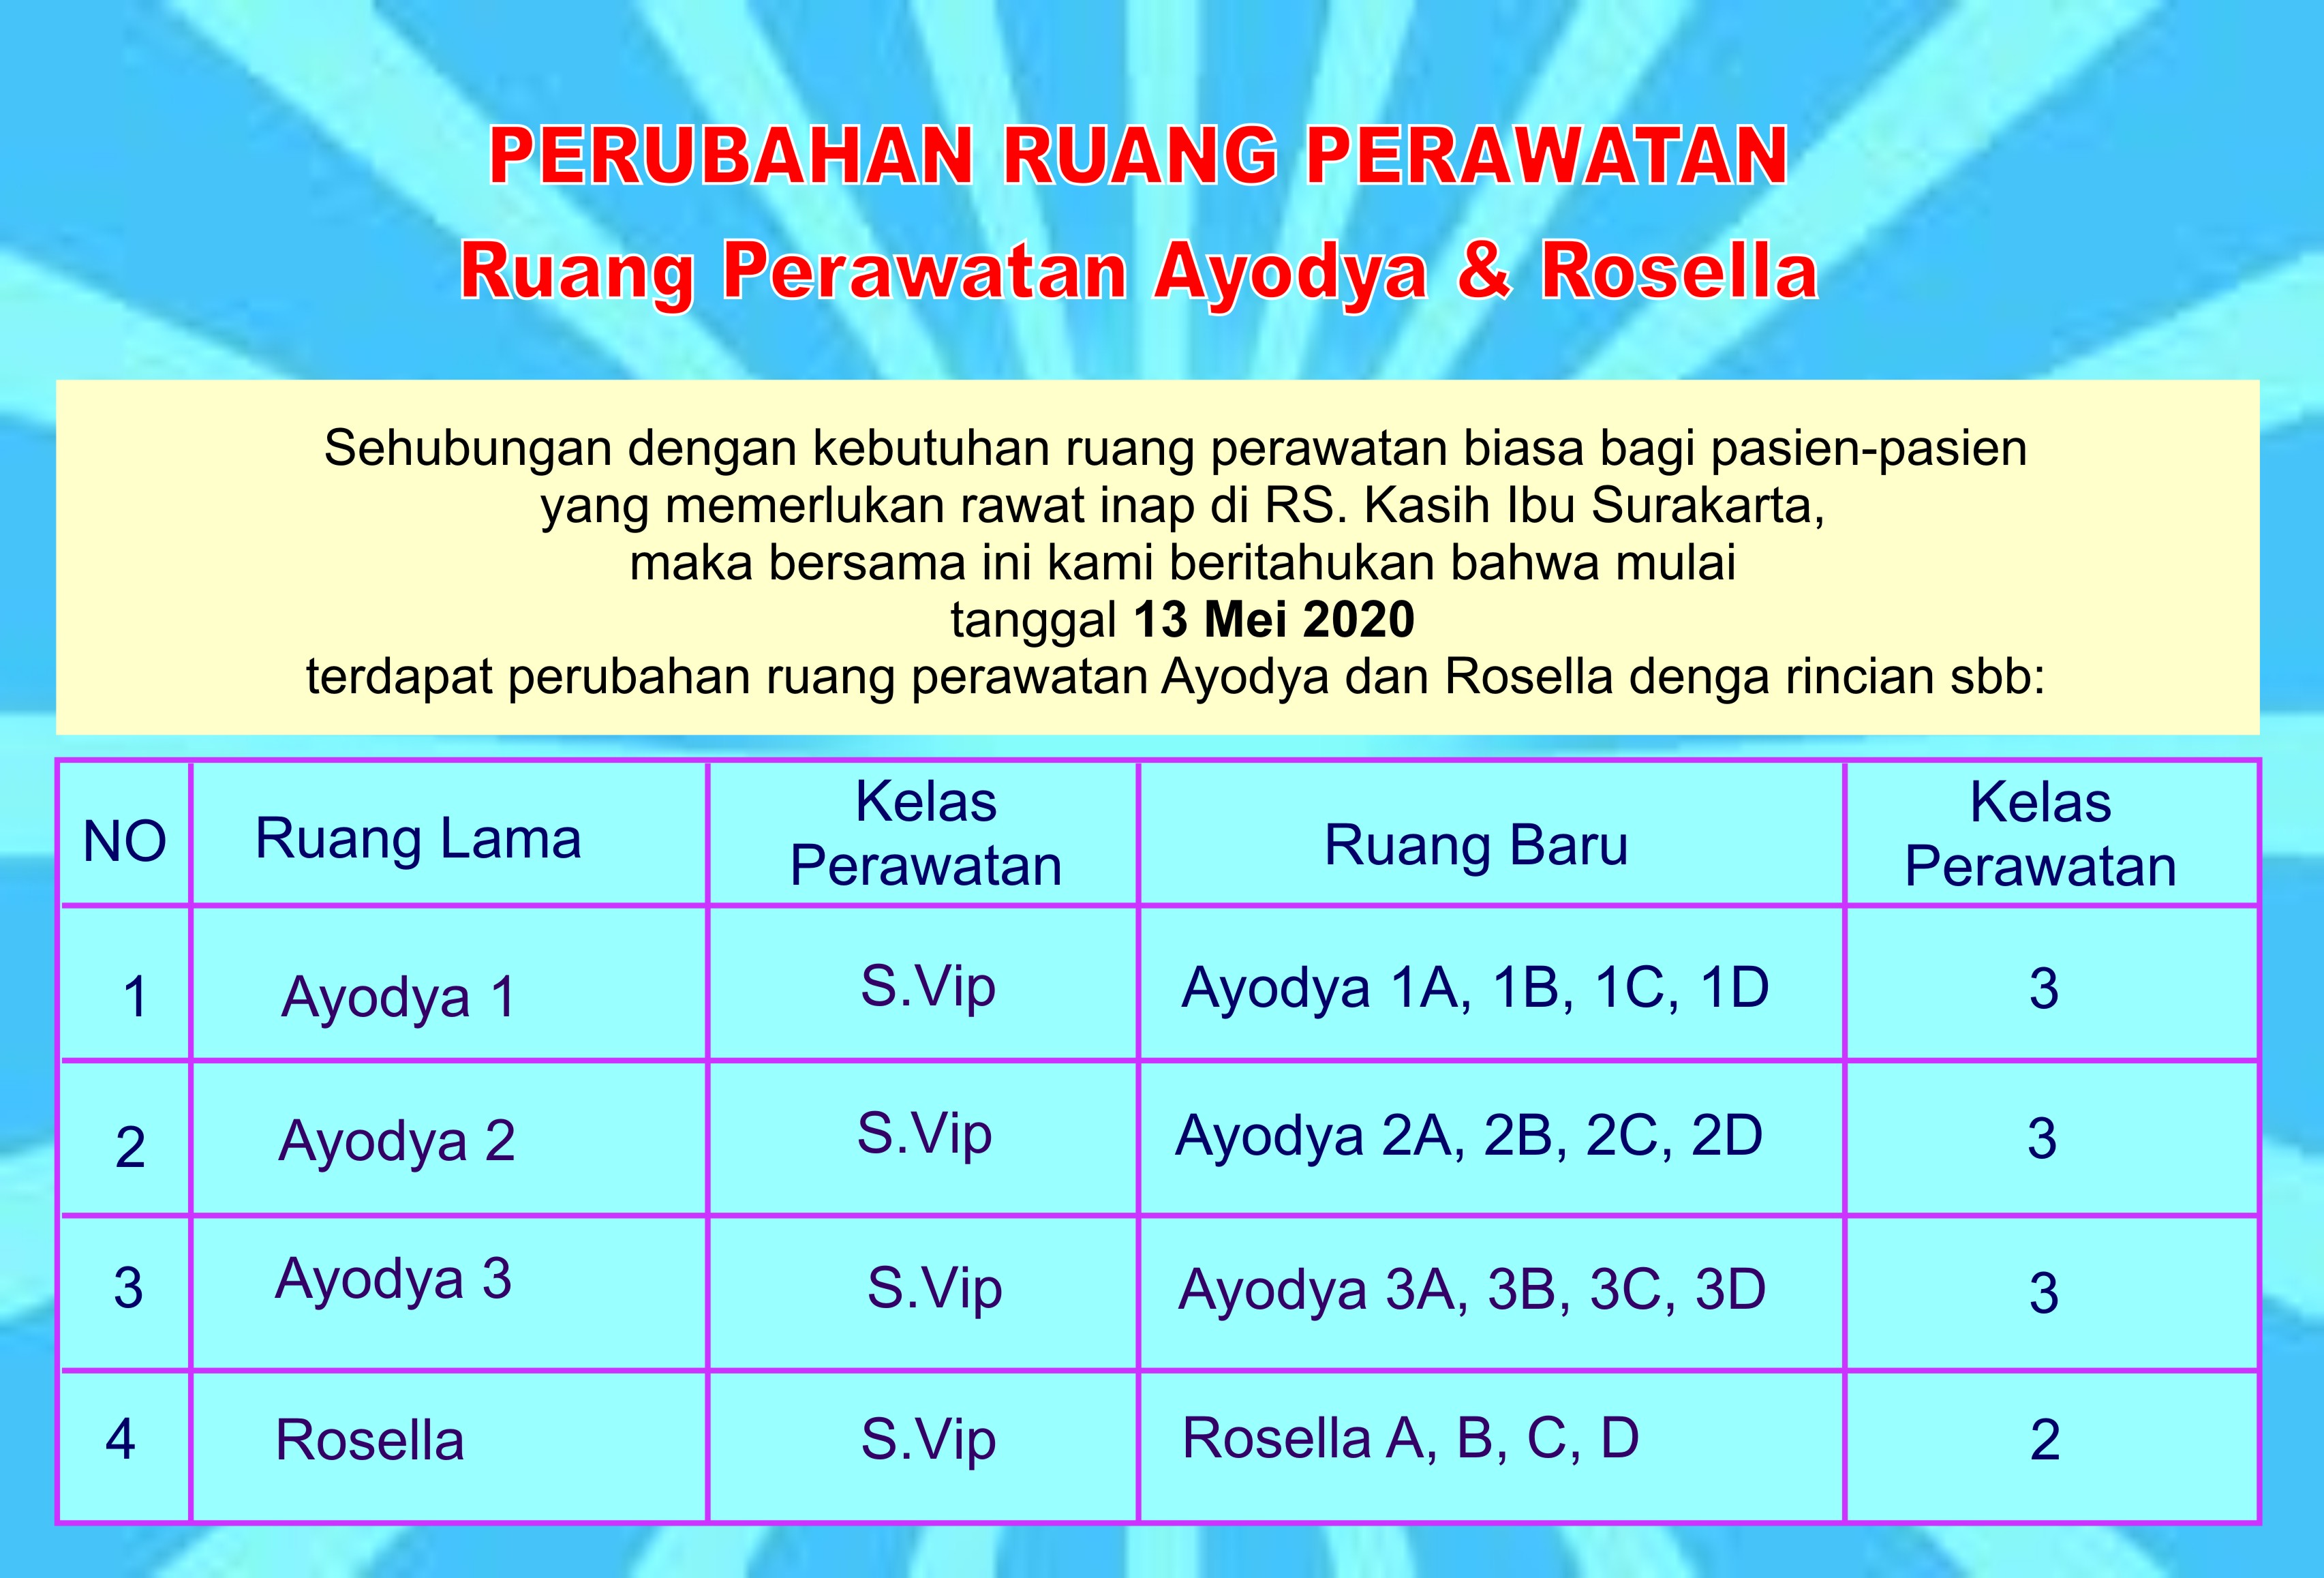 PERUBAHAN RUANG PERAWATAN
Ruang Perawatan Ayodya & Rosella
Sehubungan dengan kebutuhan ruang perawatan biasa bagi pasien-pasien
yang memerlukan rawat inap di RS. Kasih Ibu Surakarta,
maka bersama ini kami beritahukan bahwa mulai
tanggal 13 Mei 2020
terdapat perubahan ruang perawatan Ayodya dan Rosella denga rincian sbb:
NO Ruang Lama Kelas Perawatan Ruang Baru Kelas Perawatan
1 Ayodya 1 S.Vip Ayodya 1A, 1B, 1C, 1D 3
2 Ayodya 2 S.Vip Ayodya 2A, 2B, 2C, 2D 3
3 Ayodya 3 S.Vip Ayodya 3A, 3B, 3C, 3D 3
4 Rosella S.Vip Rosella A, B, C, D 2